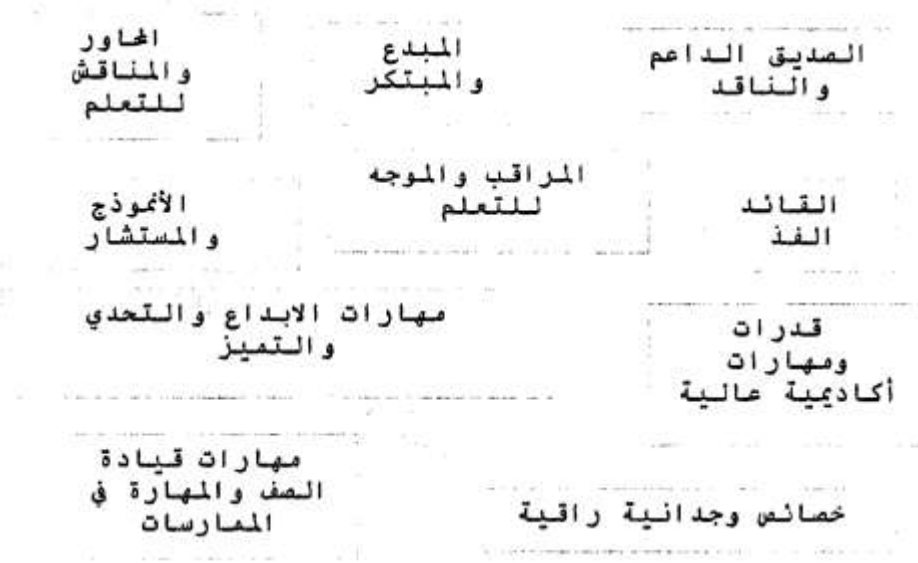 الصديق الداعم
والناقد
المبدع
والمبتكر
المحاور
والمناقش
للتعلم
القائد
الفذ
المراقب والموجه
للتعلم
الأنموذج
والمستشار
قدرات
ومهارات
أكاديمية عالية
مهارات الابداع والتحدي
والتميز
خصائص وجدانية راقية
مهارات قيادة
الصف والمهارة في
الممارسات